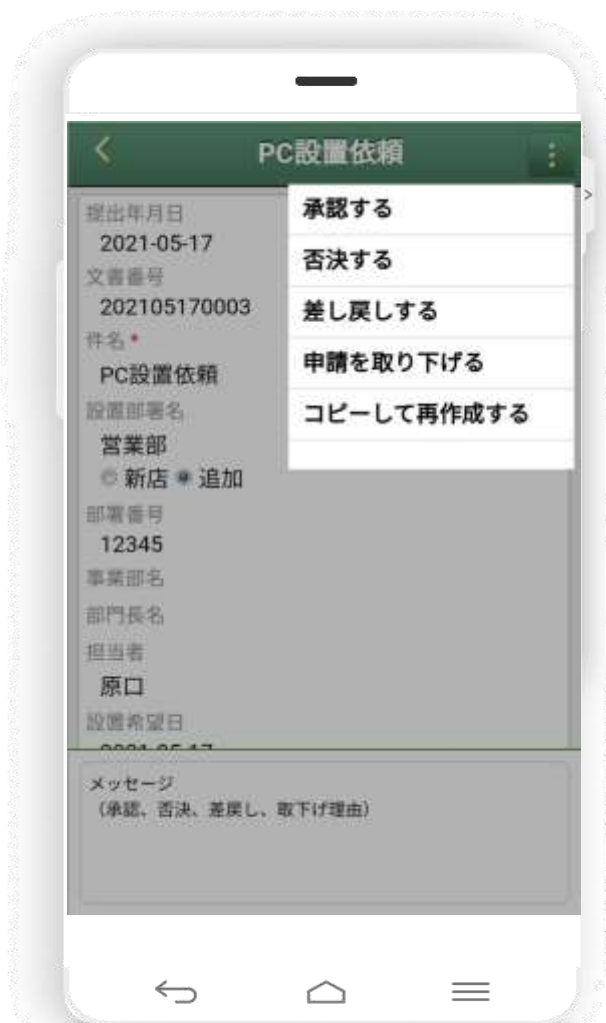 PC設置依頼
承認する
否決する
差し戻しする
申請を取り下げる
コピーして再作成する
提出年月日
2021-05-17
文書番号
202105170003
件名*
PC設置依頼
設置部署名
営業部
新店 追加
部署番号
12345
事業部名
部門長名
担当者
原口
設置希望日
2021-05-17
メッセージ
(承認、否決、差戻し、取下げ理由)